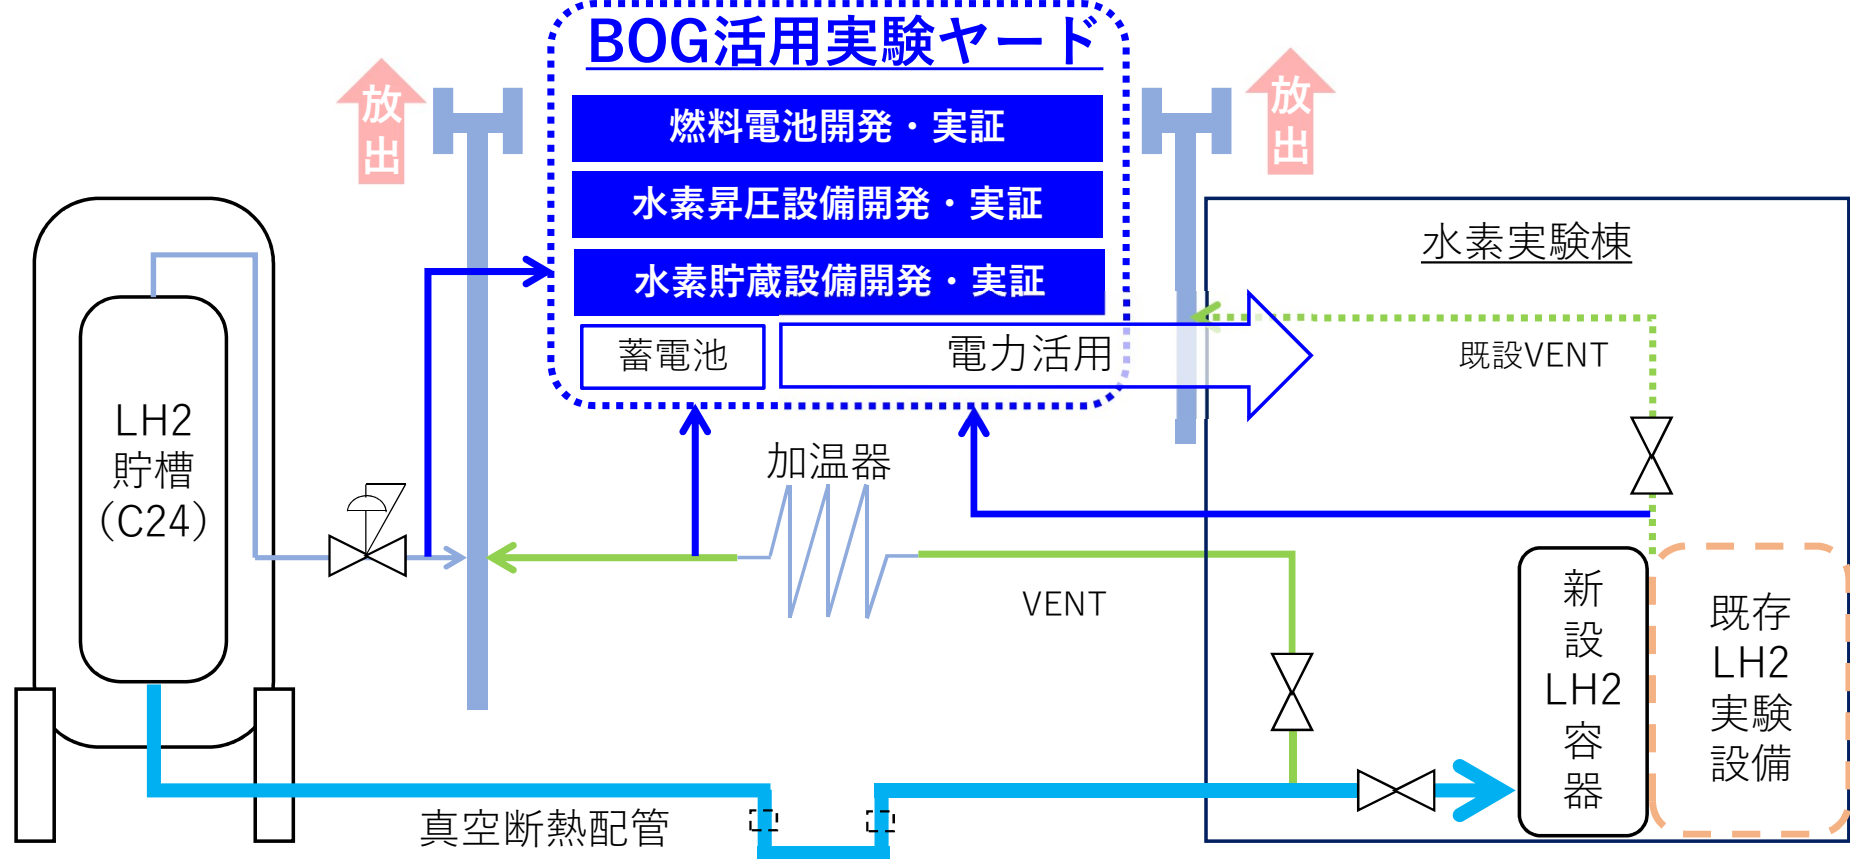 BOG活用実験ヤード
放
出
放
出
燃料電池開発・実証
水素昇圧設備開発・実証
水素貯蔵設備開発・実証
蓄電池
電力活用
水素実験棟
既設VENT
LH2
貯槽
(C24)
加温器
VENT
新
設
LH2
容
器
既存
LH2
実験
設備
真空断熱配管